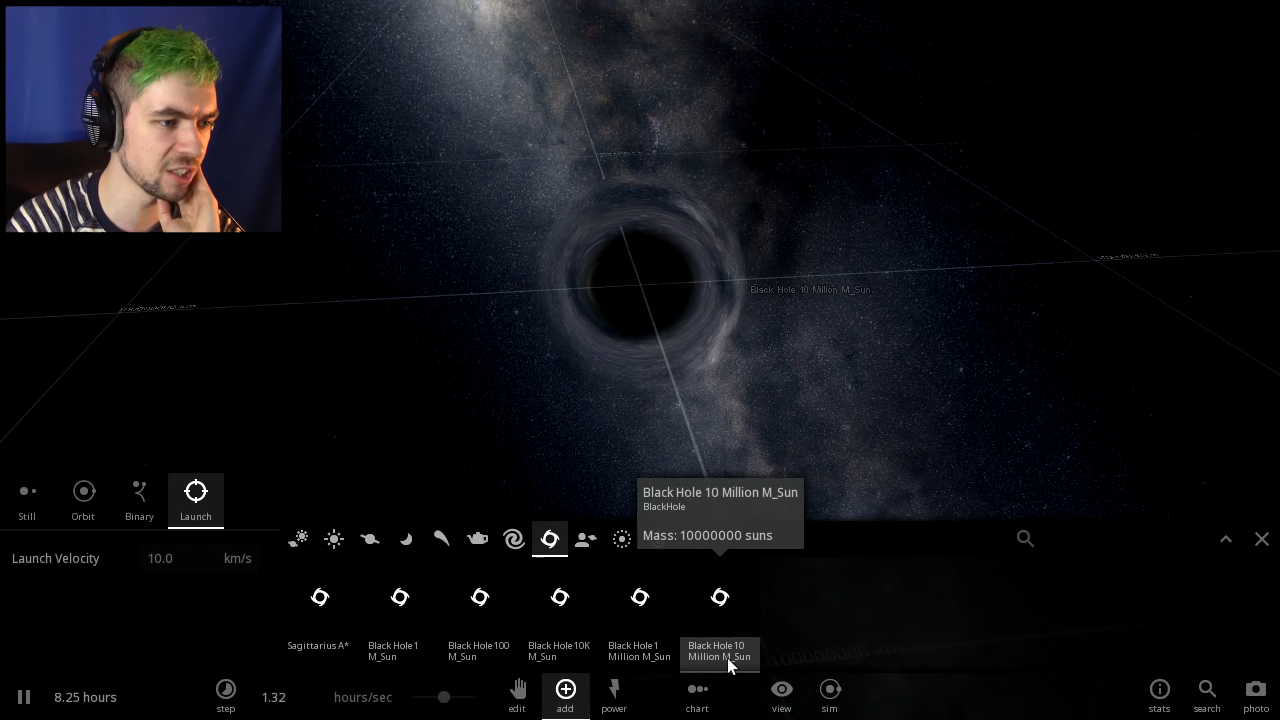 Black Hole 10 Million M_Sun
Black Hole 10 Million M_Sun
BlackHole
Mass: 10000000 suns
Still
Orbit
Binary
Launch
Launch Velocity 10.0 km/s
Sagittarius A*
Black Hole 1
M_Sun
Black Hole 100
M_Sun
Black Hole 10K
M_Sun
Black Hole 1
Million M_Sun
Black Hole 10
Million M_Sun
100000000 km
8.25 hours
step
1.32 hours/sec
edit
add
power
chart
view
sim
stats
search
photo